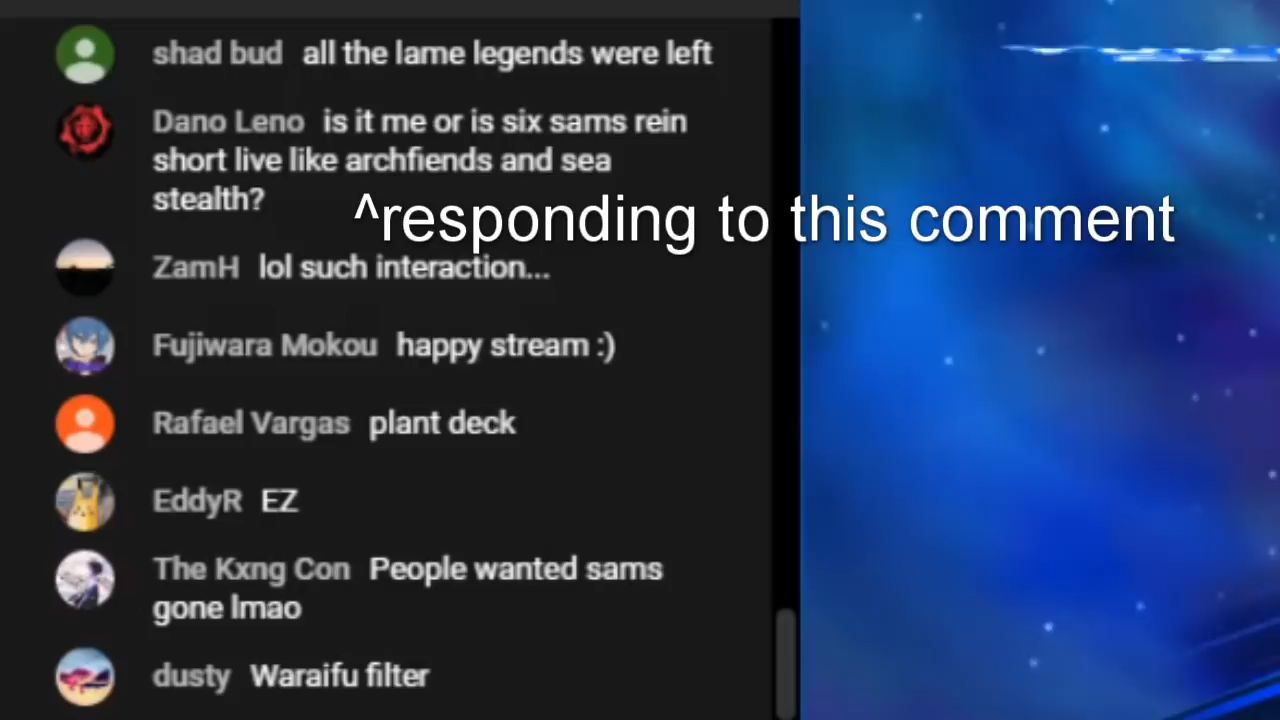 shad bud all the lame legends were left
Dano Leno is it me or is six sams rein
short live like archfiends and sea
stealth?
^responding to this comment
ZamH lol such interaction...
Fujiwara Mokou happy stream :)
Rafael Vargas plant deck
EddyR EZ
The Kxng Con People wanted sams
gone lmao
dusty Waraifu filter